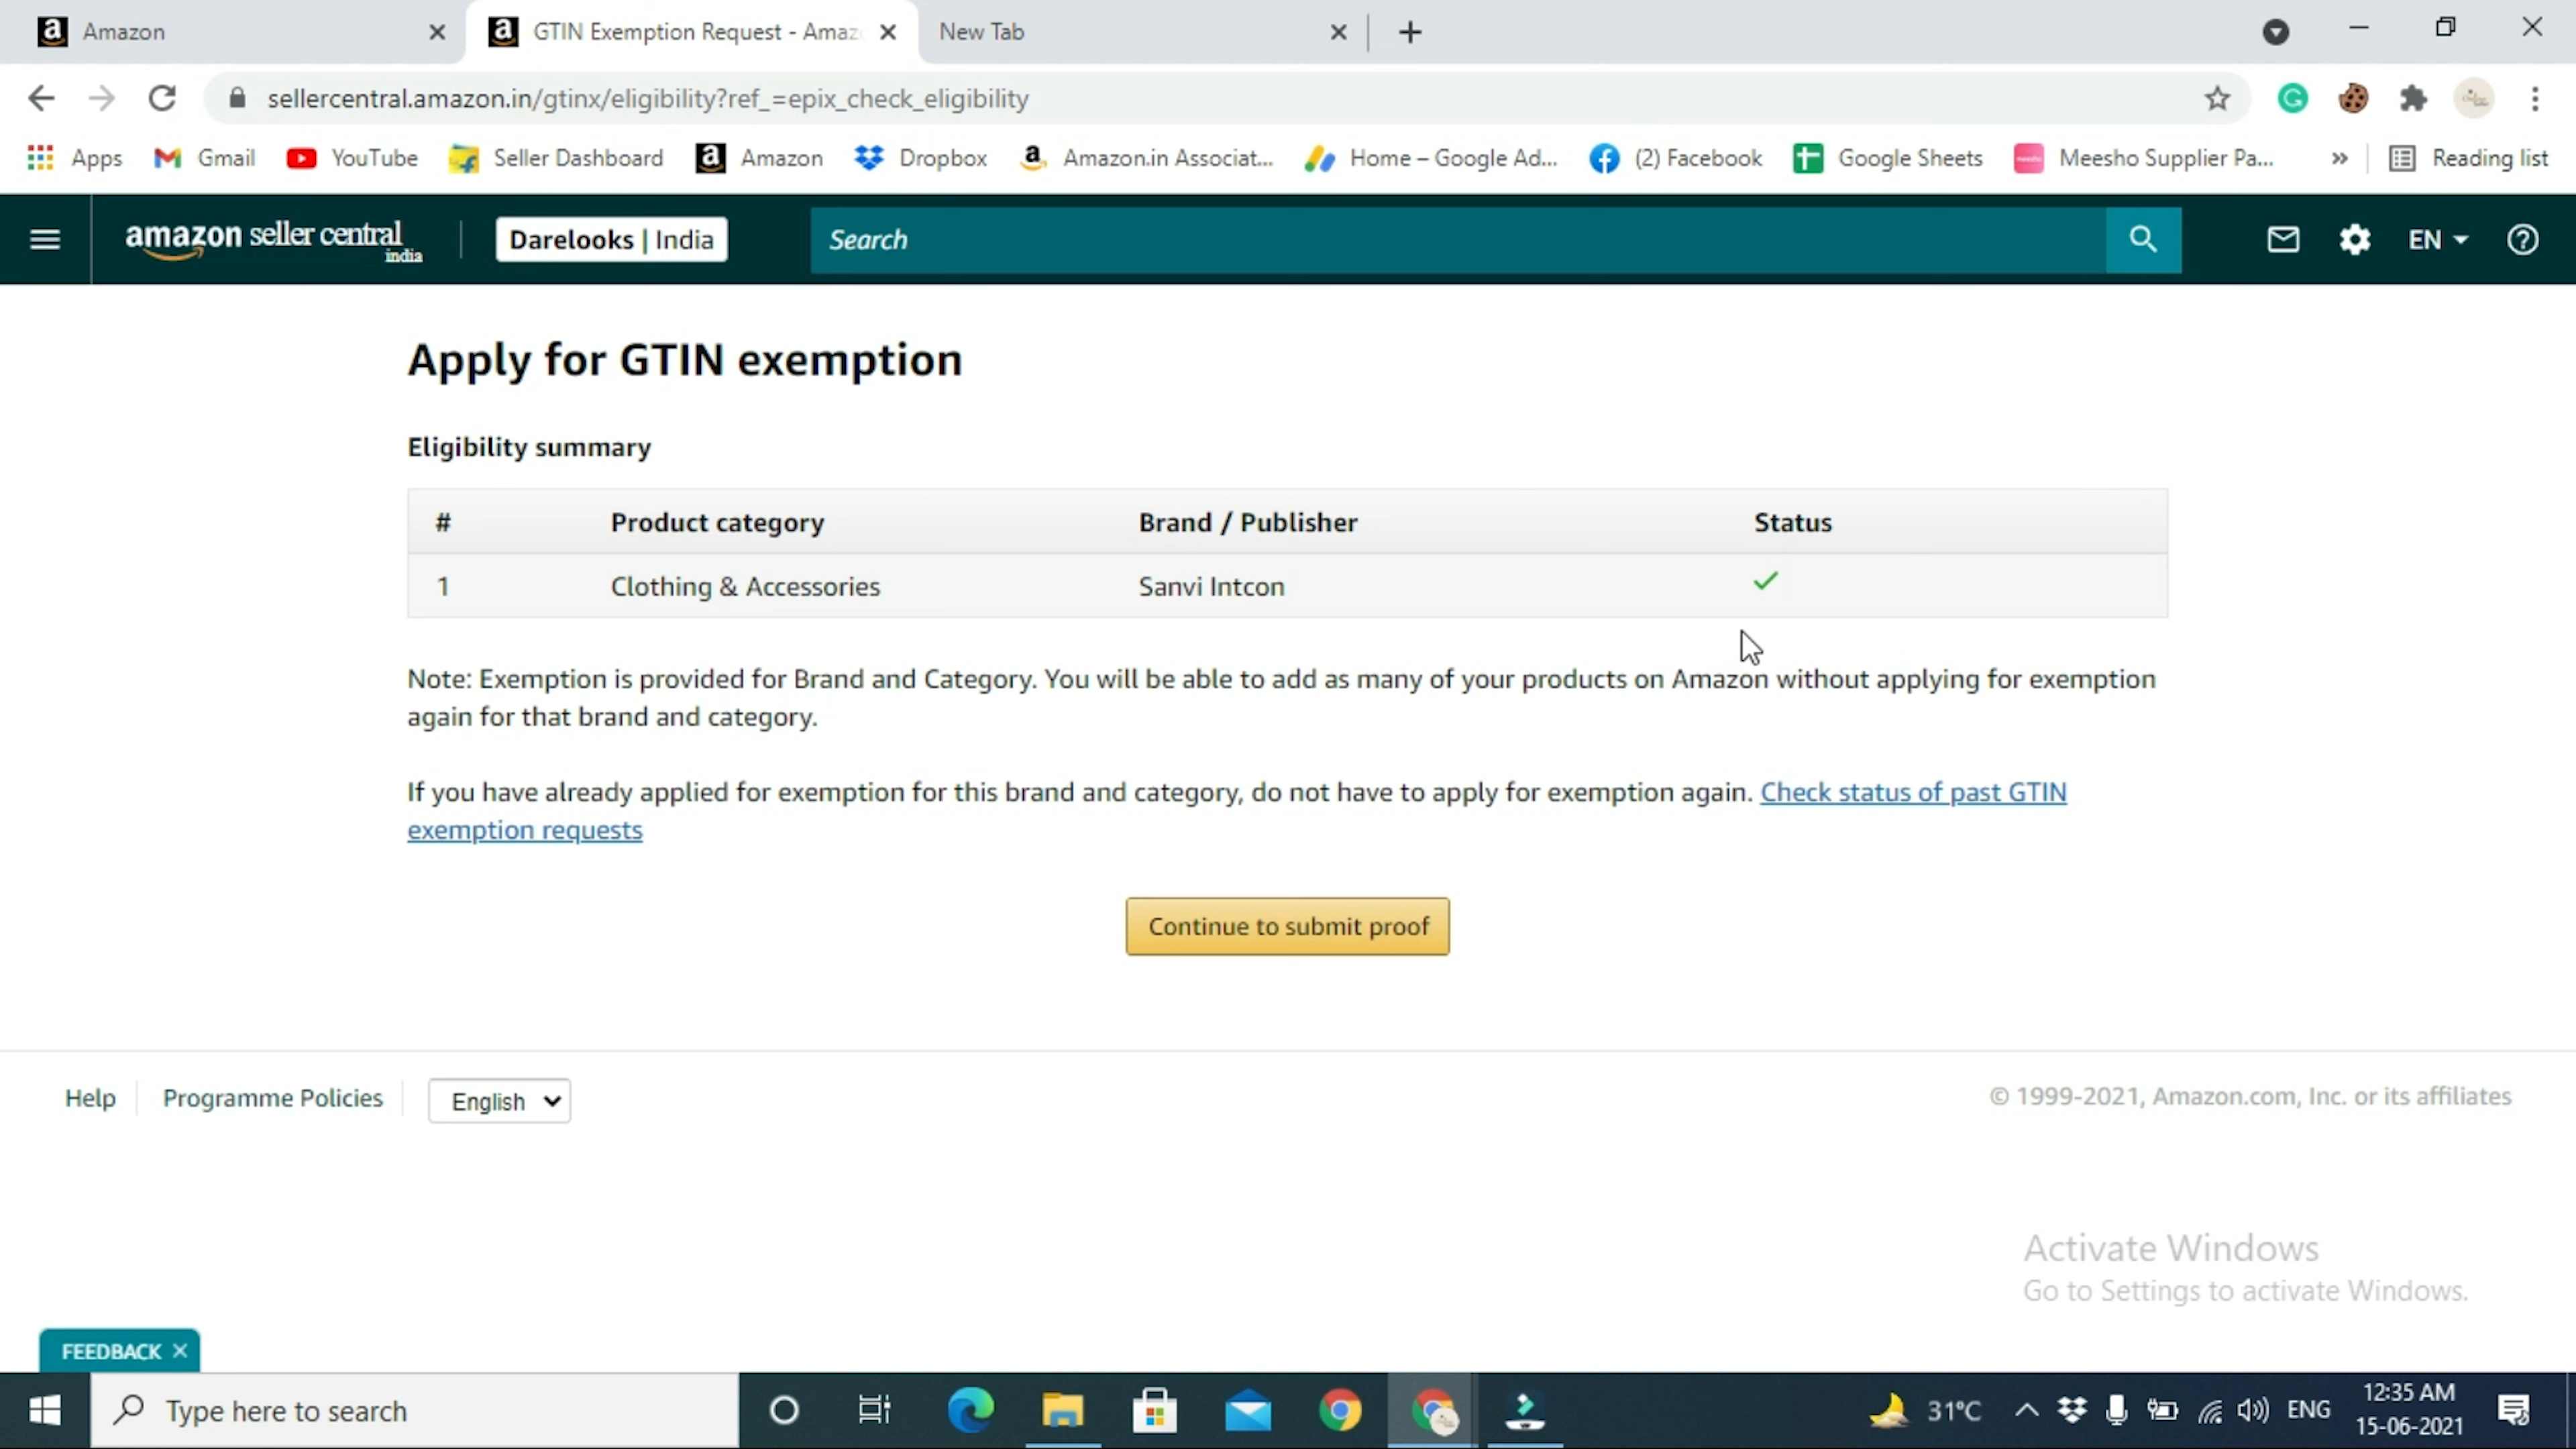 Amazon
GTIN Exemption Request - Amaz
New Tab
sellercentral.amazon.in/gtinx/eligibility?ref_=epix_check_eligibility
Apps Gmail YouTube Seller Dashboard Amazon Dropbox Amazon.in Associat... Home – Google Ad... (2) Facebook Google Sheets Meesho Supplier Pa... » Reading list
amazon seller central
india
Darelooks | India
Search
EN
Apply for GTIN exemption
Eligibility summary
# Product category Brand / Publisher Status
1 Clothing & Accessories Sanvi Intcon
Note: Exemption is provided for Brand and Category. You will be able to add as many of your products on Amazon without applying for exemption
again for that brand and category.
If you have already applied for exemption for this brand and category, do not have to apply for exemption again. Check status of past GTIN
exemption requests
Continue to submit proof
Help Programme Policies English
© 1999-2021, Amazon.com, Inc. or its affiliates
Activate Windows
Go to Settings to activate Windows.
FEEDBACK
Type here to search
31°C
ENG
12:35 AM
15-06-2021